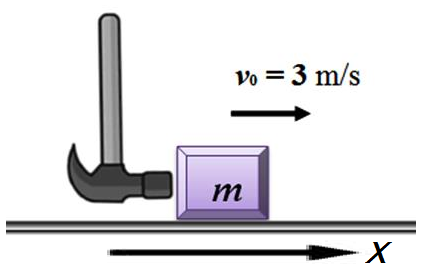 v₀ = 3 m/s
m
X